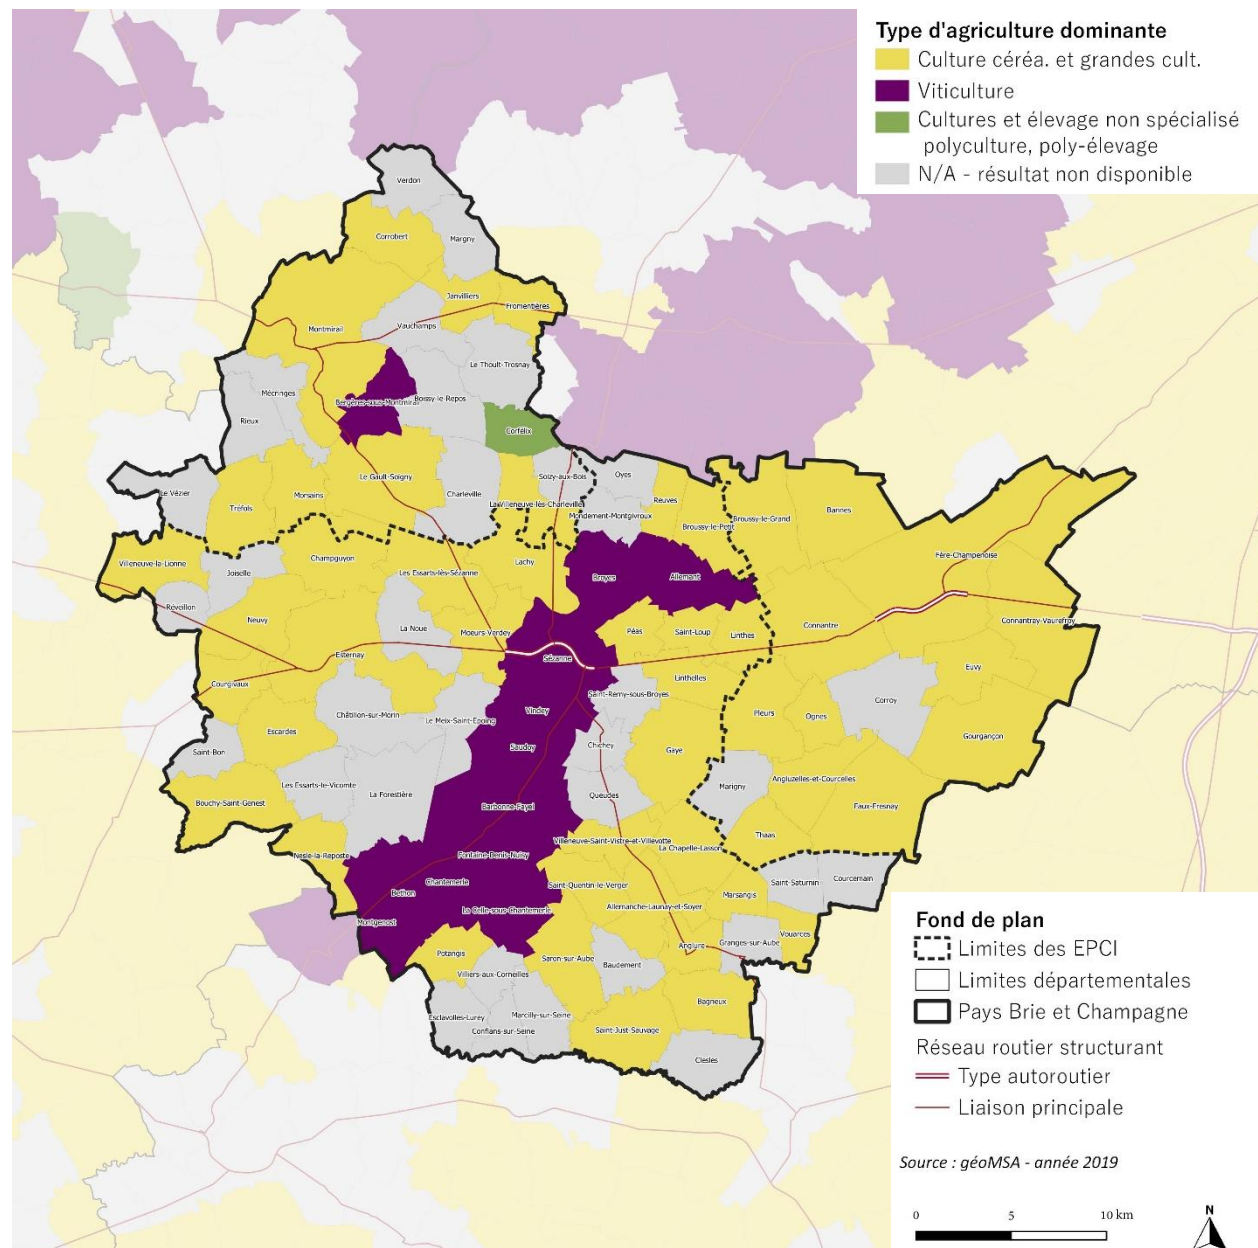 Type d'agriculture dominante
Culture céréa. et grandes cult.
Viticulture
Cultures et élevage non spécialisé
polyculture, poly-élevage
N/A - résultat non disponible
Verdon
Corrobert
Margny
Janvilliers
Fromentières
Montmirail
Vauchamps
Le Thoult-Trosnay
Mécringes
Bergères-sous-Montmirail
Boissy-le-Repos
Rieux
Corfélix
Le Gault-Soigny
Soizy-aux-Bois
Oyes
Le Vézier
Morsains
Charleville
La Villeneuve-lès-Charleville
Reuves
Tréfols
Mondement-Montgivroux
Broussy-le-Petit
Broussy-le-Grand
Bannes
Villeneuve-la-Lionne
Joiselle
Champguyon
Les Essarts-lès-Sézanne
Lachy
Broyes
Allemant
Fère-Champenoise
Réveillon
Neuvy
La Noue
Moeurs-Verdey
Péas
Saint-Loup
Linthes
Connantre
Connantray-Vaurefroy
Esternay
Sézanne
Courgivaux
Linthelles
Euvy
Saint-Remy-sous-Broyes
Corroy
Châtillon-sur-Morin
Le Meix-Saint-Epoing
Vindey
Pleurs
Ognes
Escardes
Gourgançon
Saint-Bon
Saudoy
Chichey
Gaye
Les Essarts-le-Vicomte
La Forestière
Queudes
Marigny
Angluzelles-et-Courcelles
Bouchy-Saint-Genest
Barbonne-Fayel
Faux-Fresnay
Villeneuve-Saint-Vistre-et-Villevotte
La Chapelle-Lasson
Thaas
Nesle-la-Reposte
Fontaine-Denis-Nuisy
Chantemerle
Saint-Quentin-le-Verger
Saint-Saturnin
Courcemain
Bethon
Marsangis
La Celle-sous-Chantemerle
Allemanche-Launay-et-Soyer
Montgenost
Vouarces
Potangis
Saron-sur-Aube
Anglure
Granges-sur-Aube
Villiers-aux-Corneilles
Baudement
Bagneux
Esclavolles-Lurey
Marcilly-sur-Seine
Conflans-sur-Seine
Saint-Just-Sauvage
Clesles
Fond de plan
Limites des EPCI
Limites départementales
Pays Brie et Champagne
Réseau routier structurant
Type autoroutier
Liaison principale
Source : géoMSA - année 2019
0 5 10 km
N